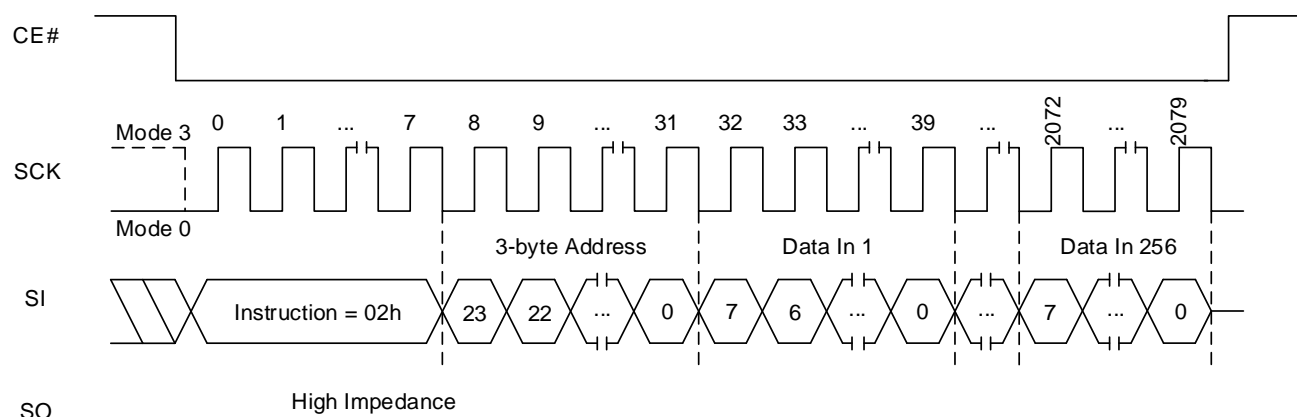 CE#
Mode 3
0 1 ... 7 8 9 ... 31 32 33 ... 39 ... 2072 ... 2079
SCK
Mode 0
3-byte Address Data In 1 Data In 256
SI
Instruction = 02h 23 22 ... 0 7 6 ... 0 ... 7 ... 0
High Impedance
SO